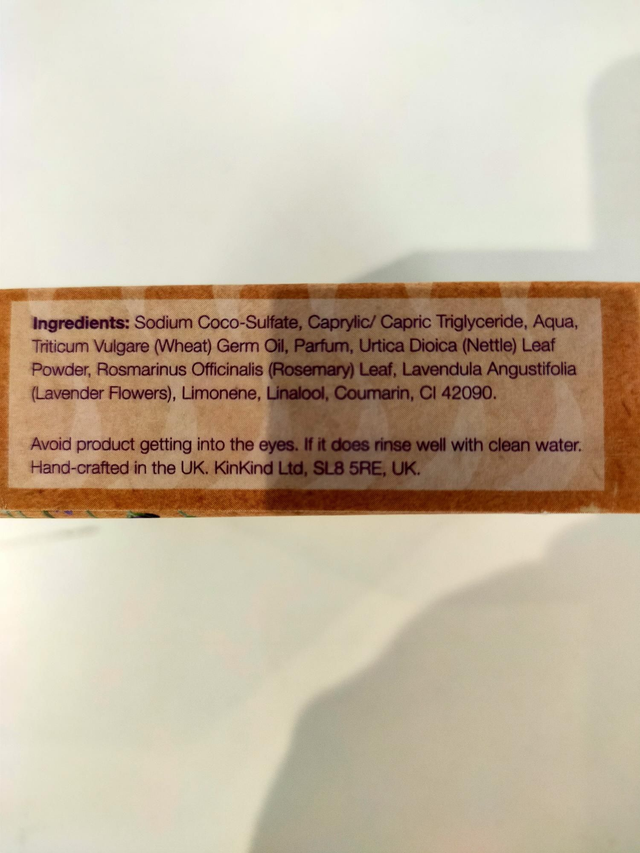 Ingredients: Sodium Coco-Sulfate, Caprylic/ Capric Triglyceride, Aqua,
Triticum Vulgare (Wheat) Germ Oil, Parfum, Urtica Dioica (Nettle) Leaf
Powder, Rosmarinus Officinalis (Rosemary) Leaf, Lavendula Angustifolia
(Lavender Flowers), Limonene, Linalool, Coumarin, CI 42090.
Avoid product getting into the eyes. If it does rinse well with clean water.
Hand-crafted in the UK. KinKind Ltd, SL8 5RE, UK.